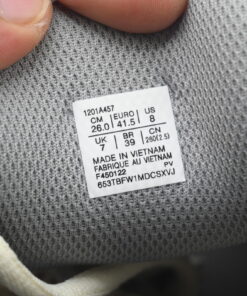 1201A457
CM EURO US
26.0 41.5 8
UK BR CN
7 39 260(2.5)
MADE IN VIETNAM
FABRIQUE AU VIETNAM
F450122 PV
653TBFW1MDCSXVJ